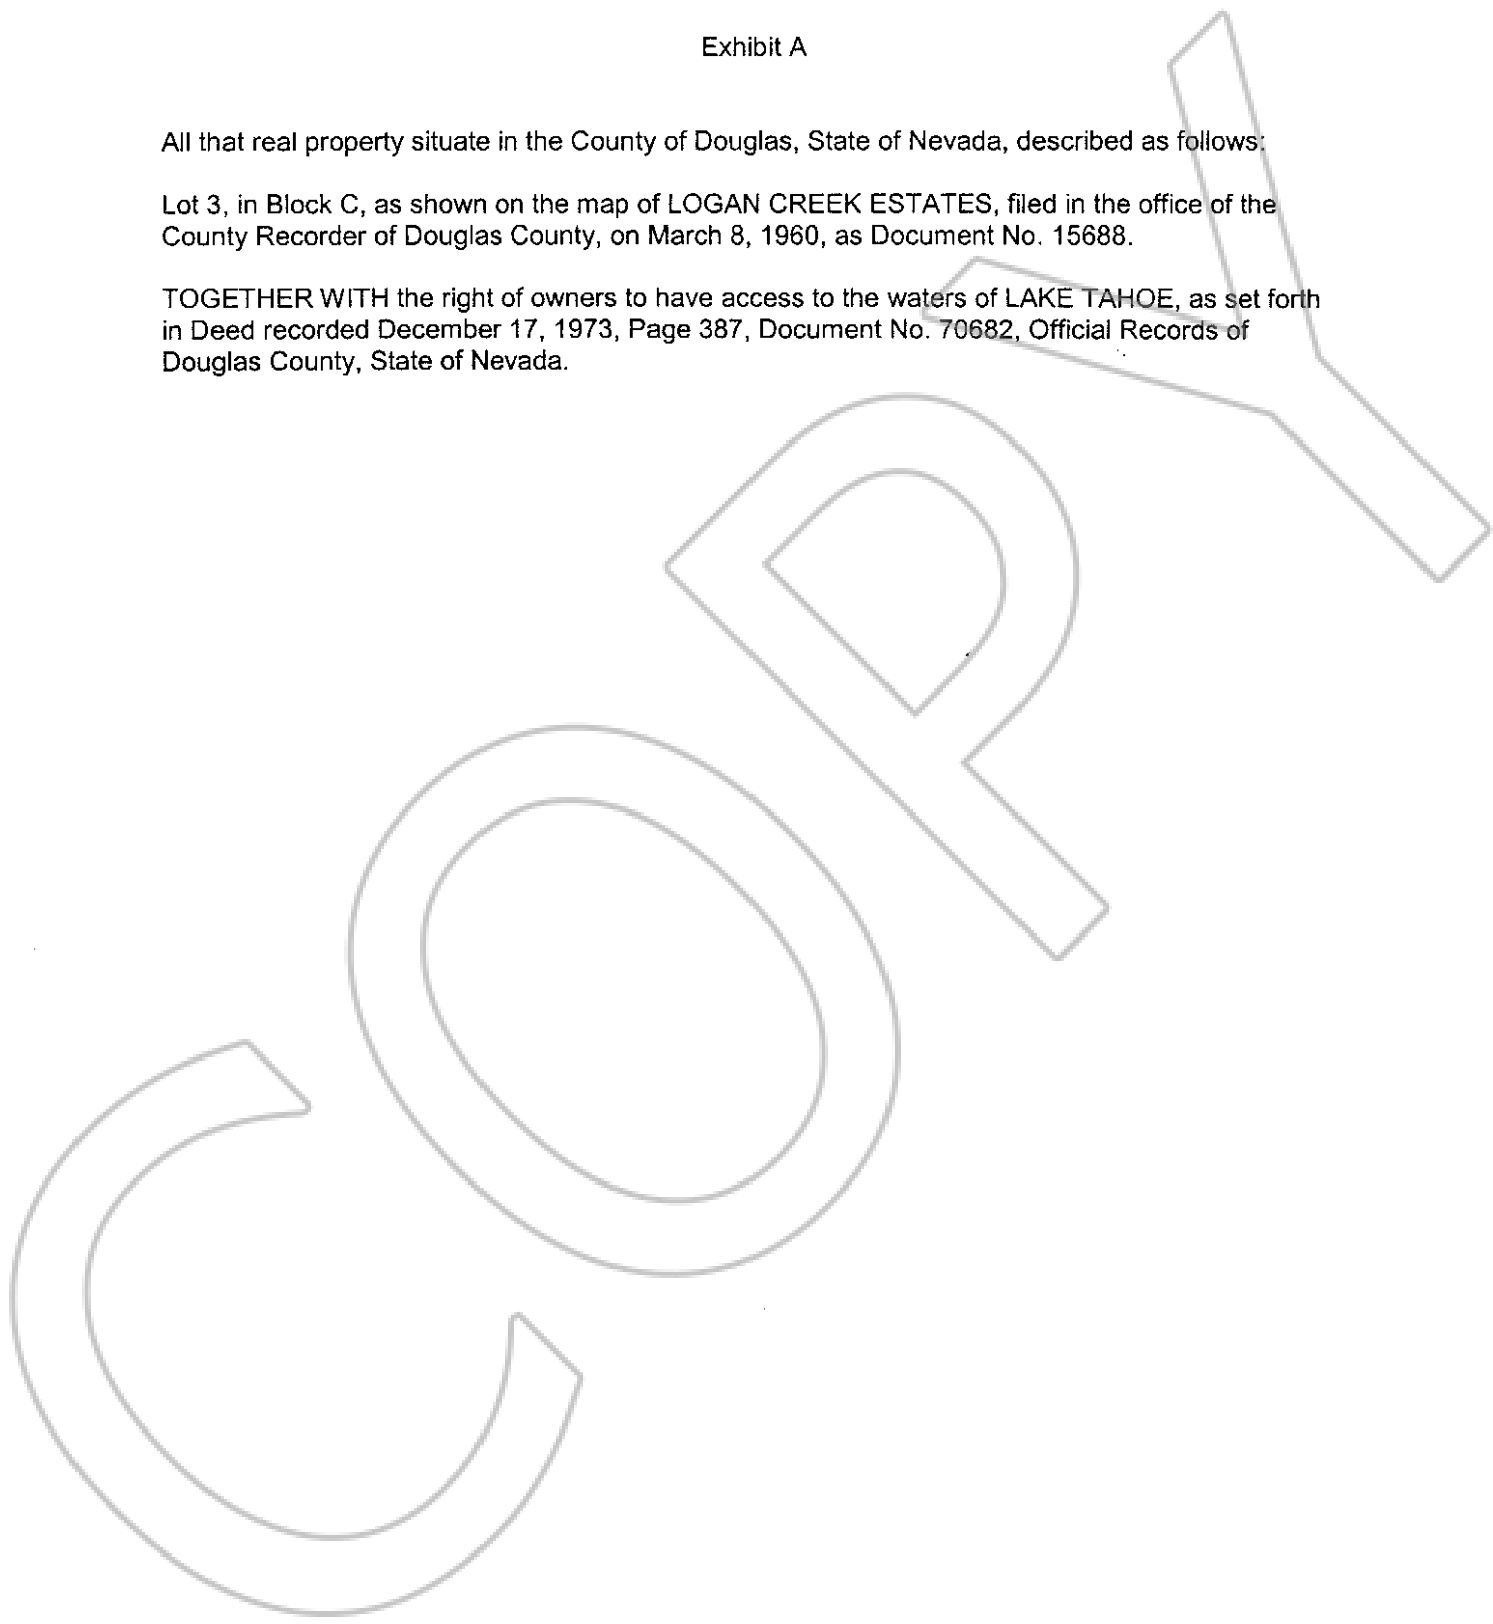 Exhibit A
All that real property situate in the County of Douglas, State of Nevada, described as follows:
Lot 3, in Block C, as shown on the map of LOGAN CREEK ESTATES, filed in the office of the
County Recorder of Douglas County, on March 8, 1960, as Document No. 15688.
TOGETHER WITH the right of owners to have access to the waters of LAKE TAHOE, as set forth
in Deed recorded December 17, 1973, Page 387, Document No. 70682, Official Records of
Douglas County, State of Nevada.
COPY